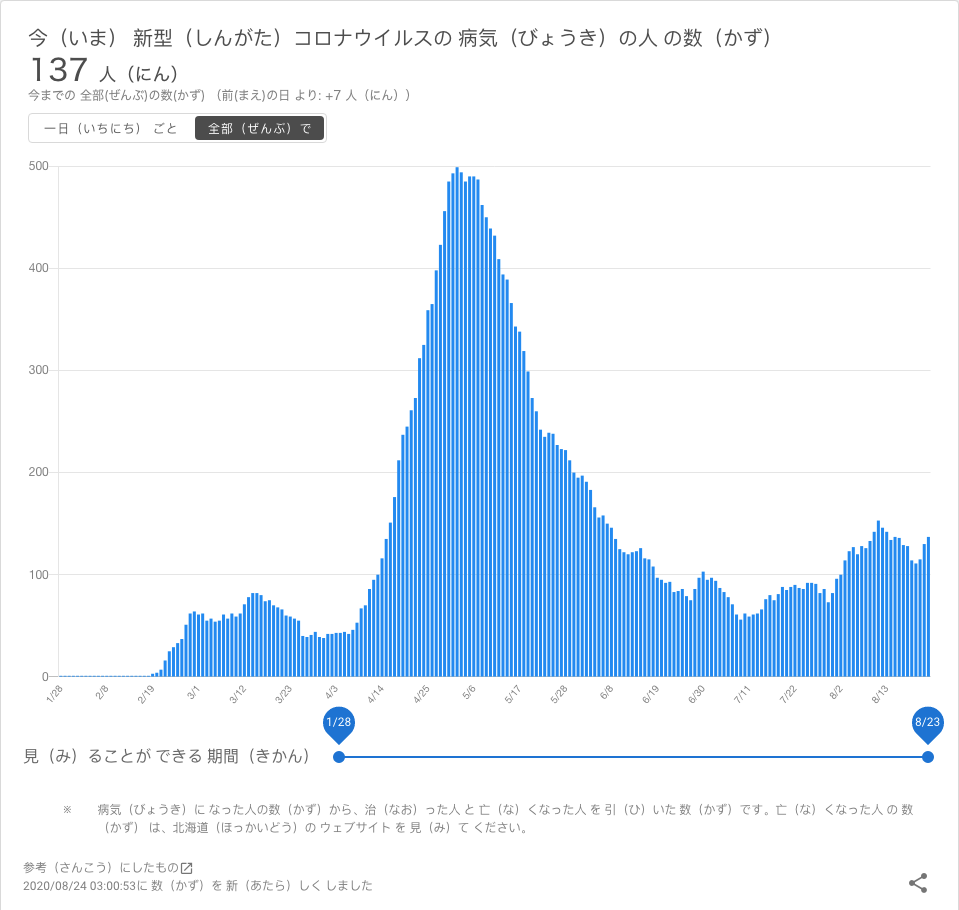 今（いま） 新型（しんがた）コロナウイルスの 病気（びょうき）の人 の数（かず）
137 人（にん）
今までの 全部(ぜんぶ)の数(かず) （前(まえ)の日 より: +7 人（にん））
一日（いちにち） ごと 全部（ぜんぶ）で
500
400
300
200
100
0
1/28 2/8 2/19 3/1 3/12 3/23 4/3 4/14 4/25 5/6 5/17 5/28 6/8 6/19 6/30 7/11 7/22 8/2 8/13
1/28 8/23
見（み）ることが できる 期間（きかん）
※ 病気（びょうき）に なった人の数（かず）から、治（なお）った人 と 亡（な）くなった人 を 引（ひ）いた 数（かず）です。亡（な）くなった人 の 数
（かず） は、北海道（ほっかいどう）の ウェブサイト を 見（み）て ください。
参考（さんこう）にしたもの
2020/08/24 03:00:53に 数（かず）を 新（あたら）しく しました